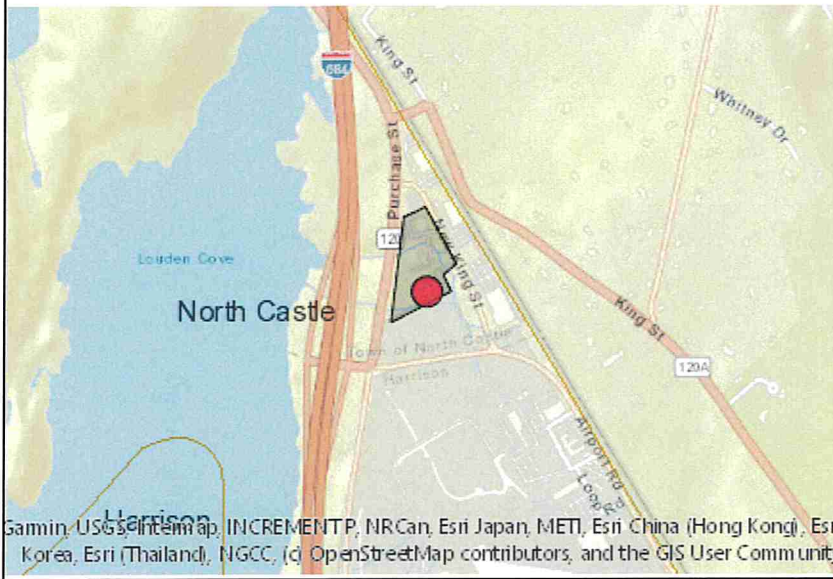 684
King St
Whitney Dr
Purchase St
120
New King St
Louden Cove
North Castle
King St
Town of North Castle
Harrison
120A
Airport Rd
Loop Rd
Harrison
Garmin, USGS, Intermap, INCREMENT P, NRCan, Esri Japan, METI, Esri China (Hong Kong), Esri
Korea, Esri (Thailand), NGCC, (c) OpenStreetMap contributors, and the GIS User Community